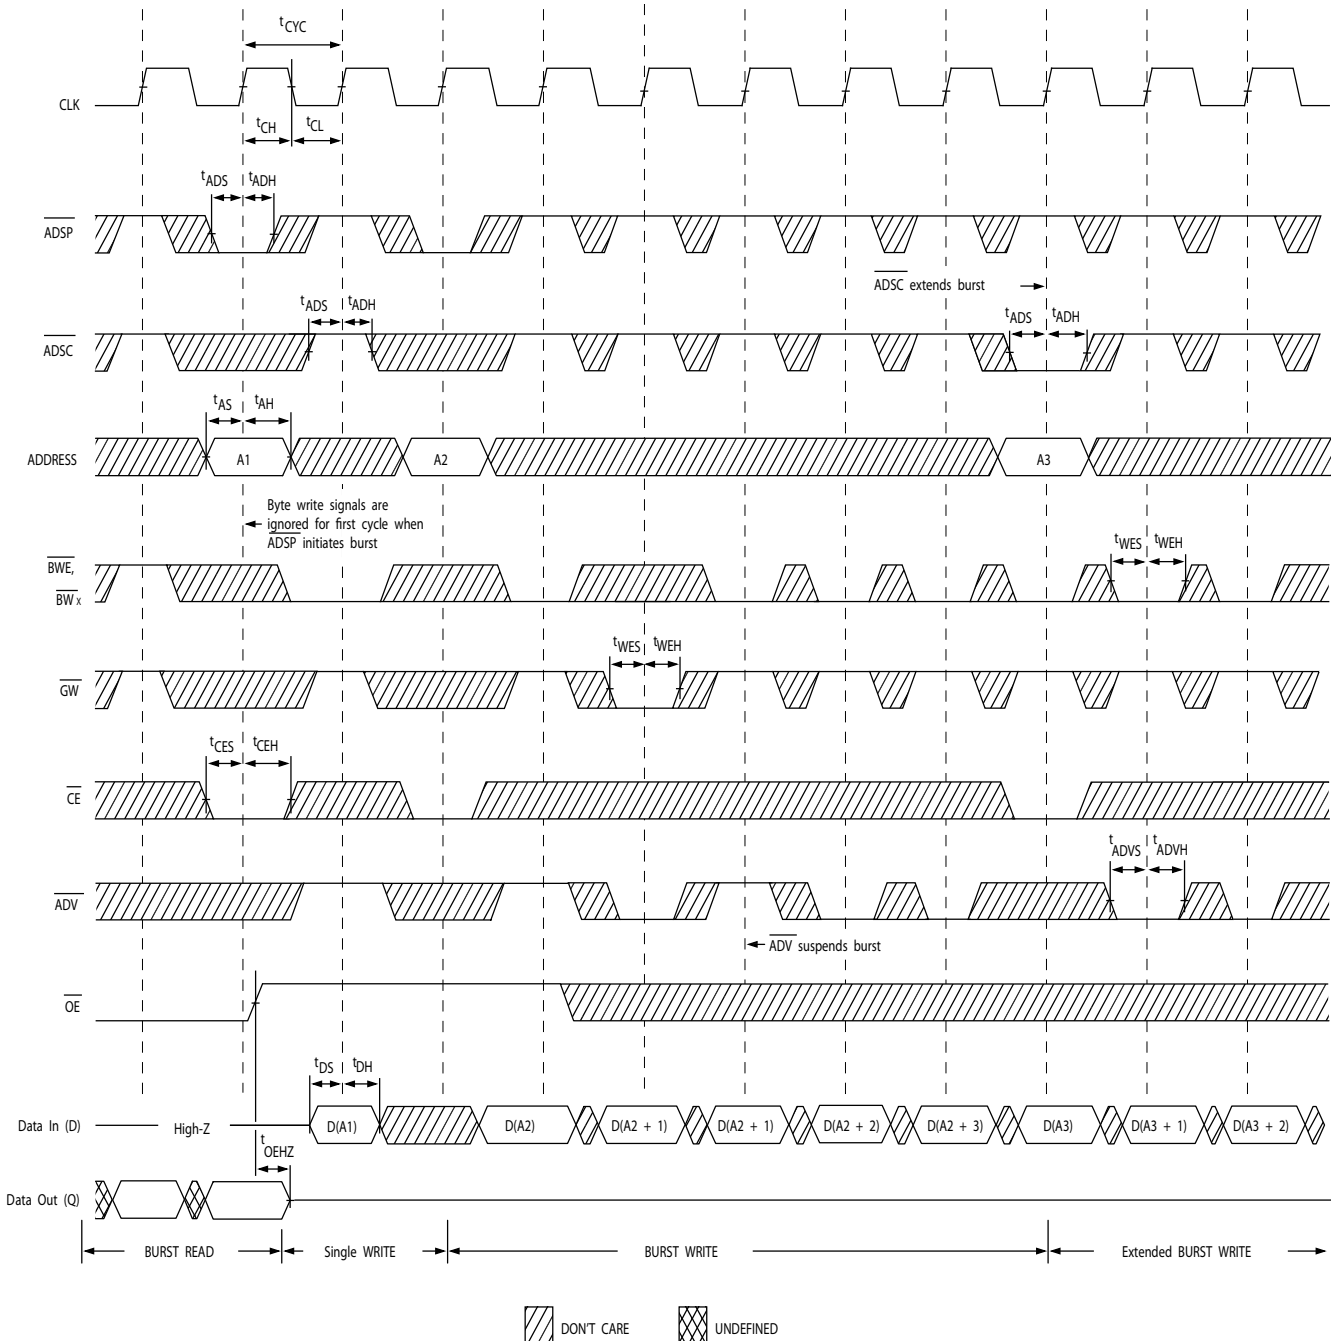 tCYC
CLK
tCH
tCL
tADS
tADH
ADSP
ADSC extends burst
tADS
tADH
tADS
tADH
ADSC
tAS
tAH
ADDRESS
A1
A2
A3
Byte write signals are
ignored for first cycle when
ADSP initiates burst
BWE,
BW x
tWES
tWEH
tWES
tWEH
GW
tCES
tCEH
CE
tADVS
tADVH
ADV
ADV suspends burst
OE
tDS
tDH
Data In (D)
High-Z
D(A1)
D(A2)
D(A2 + 1)
D(A2 + 1)
D(A2 + 2)
D(A2 + 3)
D(A3)
D(A3 + 1)
D(A3 + 2)
tOEHZ
Data Out (Q)
BURST READ
Single WRITE
BURST WRITE
Extended BURST WRITE
DON'T CARE
UNDEFINED